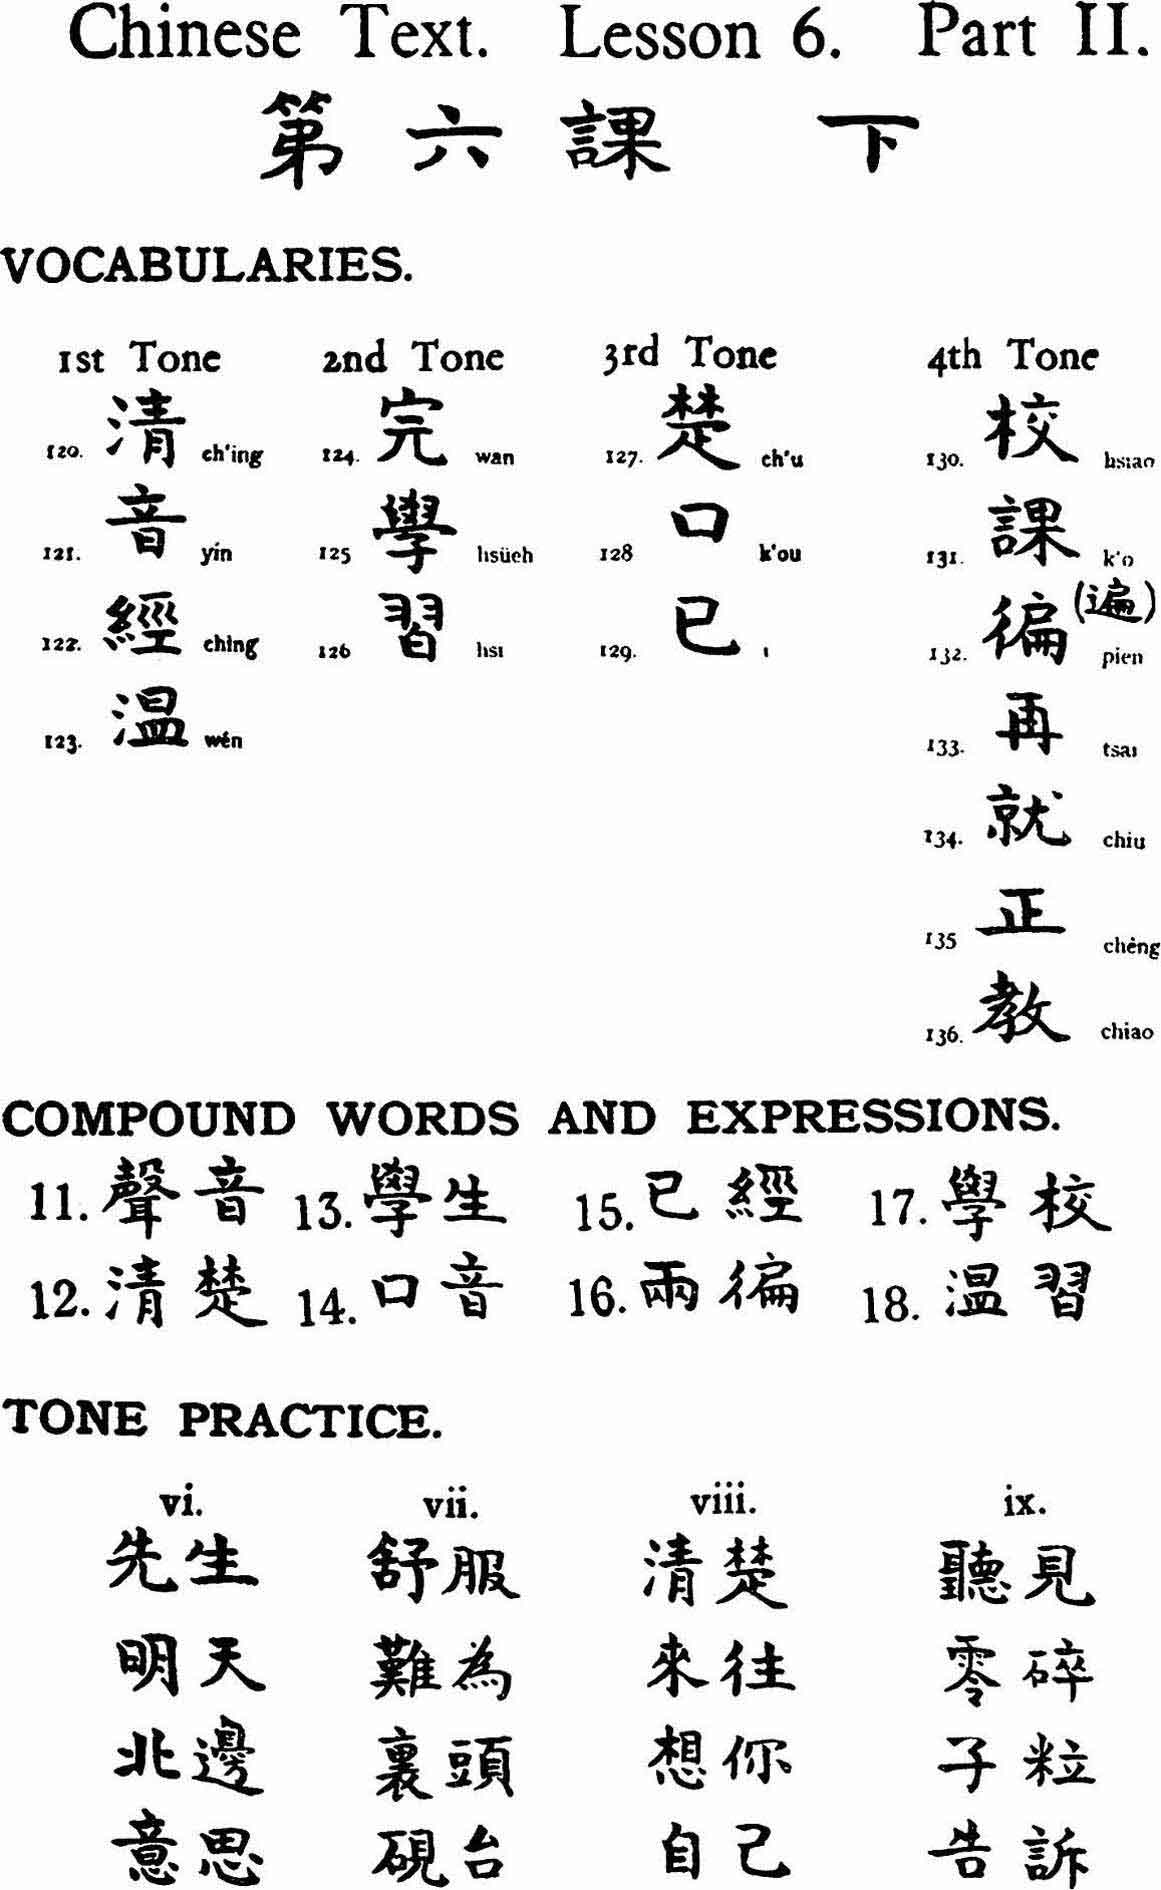 Chinese Text. Lesson 6. Part II.
第六課 下
VOCABULARIES.
1st Tone 2nd Tone 3rd Tone 4th Tone
120. 清 ch'ing 124. 完 wan 127. 楚 ch'u 130. 校 hsiao
121. 音 yin 125 學 hsüeh 128 口 k'ou 131. 課 k'o
122. 經 ching 126 習 hsi 129. 已 i 132. 徧 (遍) pien
123. 温 wên 133. 再 tsai
134. 就 chiu
135 正 chêng
136. 教 chiao
COMPOUND WORDS AND EXPRESSIONS.
11. 聲音 13. 學生 15. 已經 17. 學校
12. 清楚 14. 口音 16. 兩徧 18. 温習
TONE PRACTICE.
vi. vii. viii. ix.
先生 舒服 清楚 聽見
明天 難為 來往 零碎
北邊 裏頭 想你 子粒
意思 硯台 自己 告訴